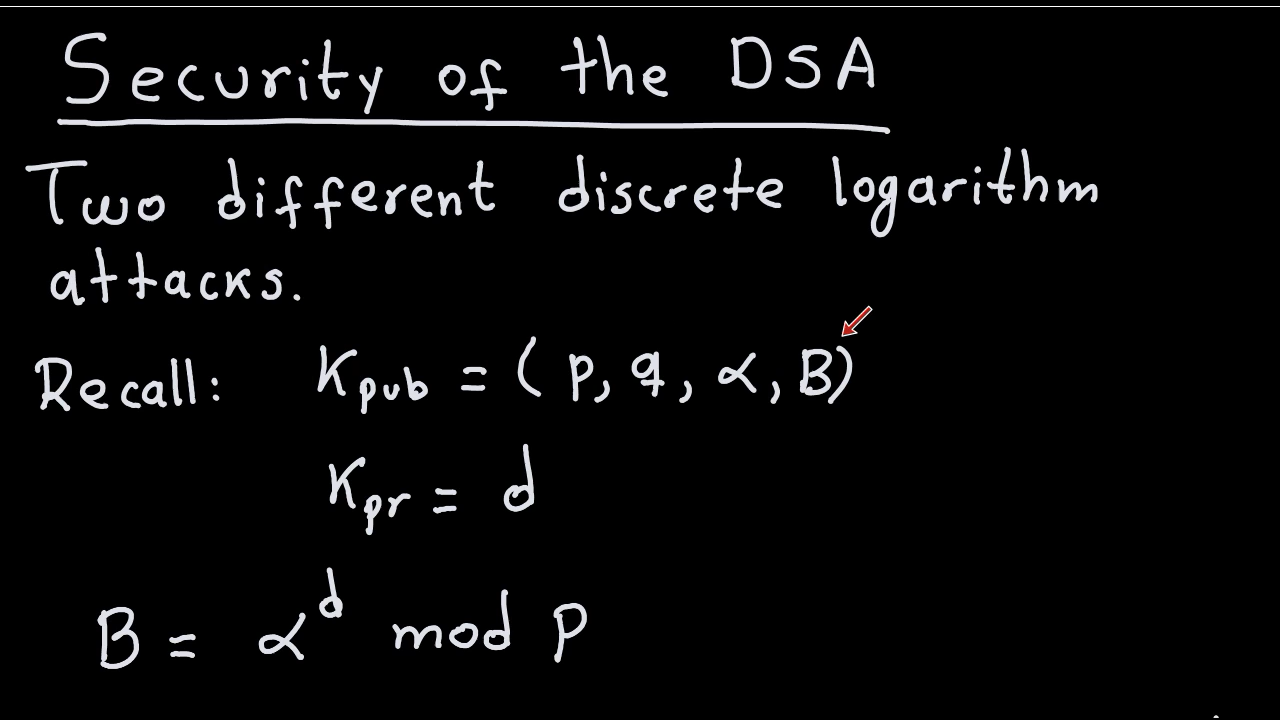 Security of the DSA
Two different discrete logarithm
attacks.
Recall: Kpub = (p, q, α, B)
Kpr = d
B = α^d mod p